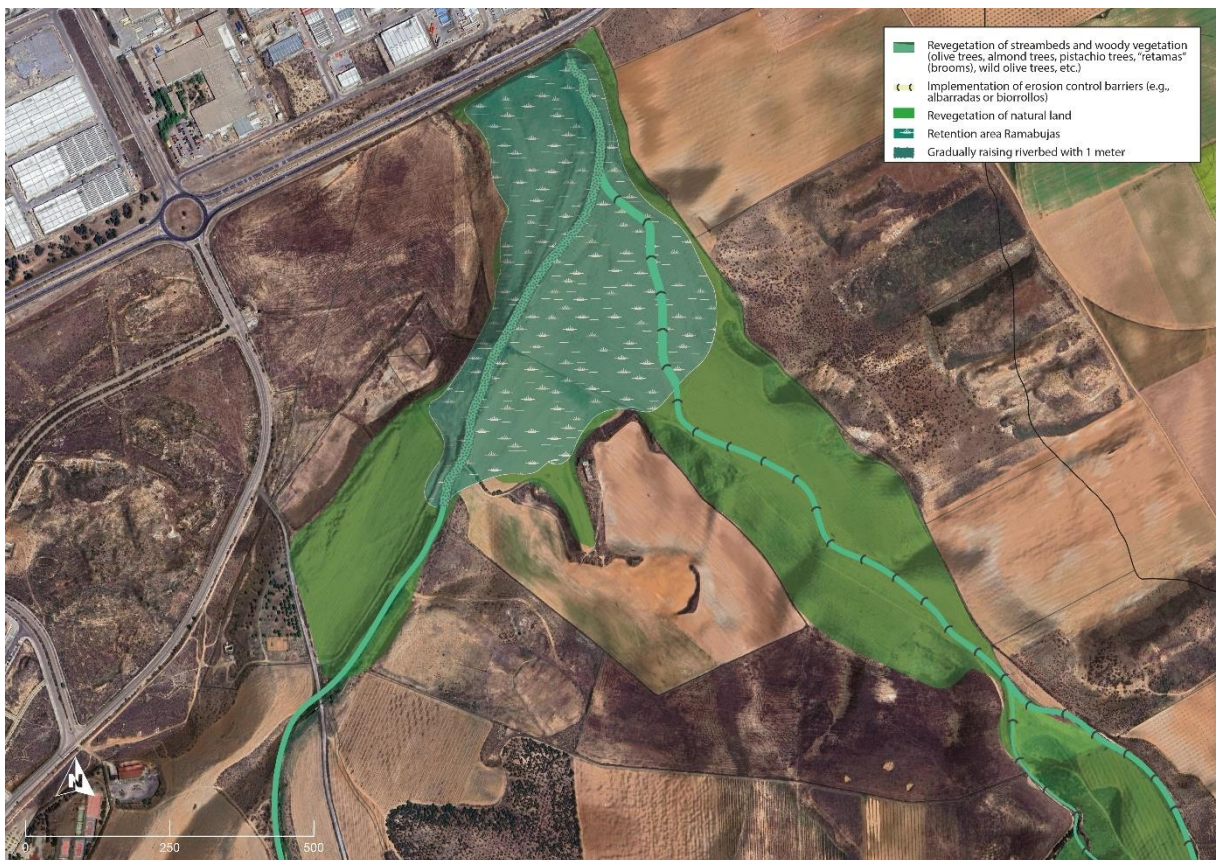 Revegetation of streambeds and woody vegetation
(olive trees, almond trees, pistachio trees, "retamas"
(brooms), wild olive trees, etc.)
Implementation of erosion control barriers (e.g.,
albarradas or biorrollos)
Revegetation of natural land
Retention area Ramabujas
Gradually raising riverbed with 1 meter
N
0 250 500